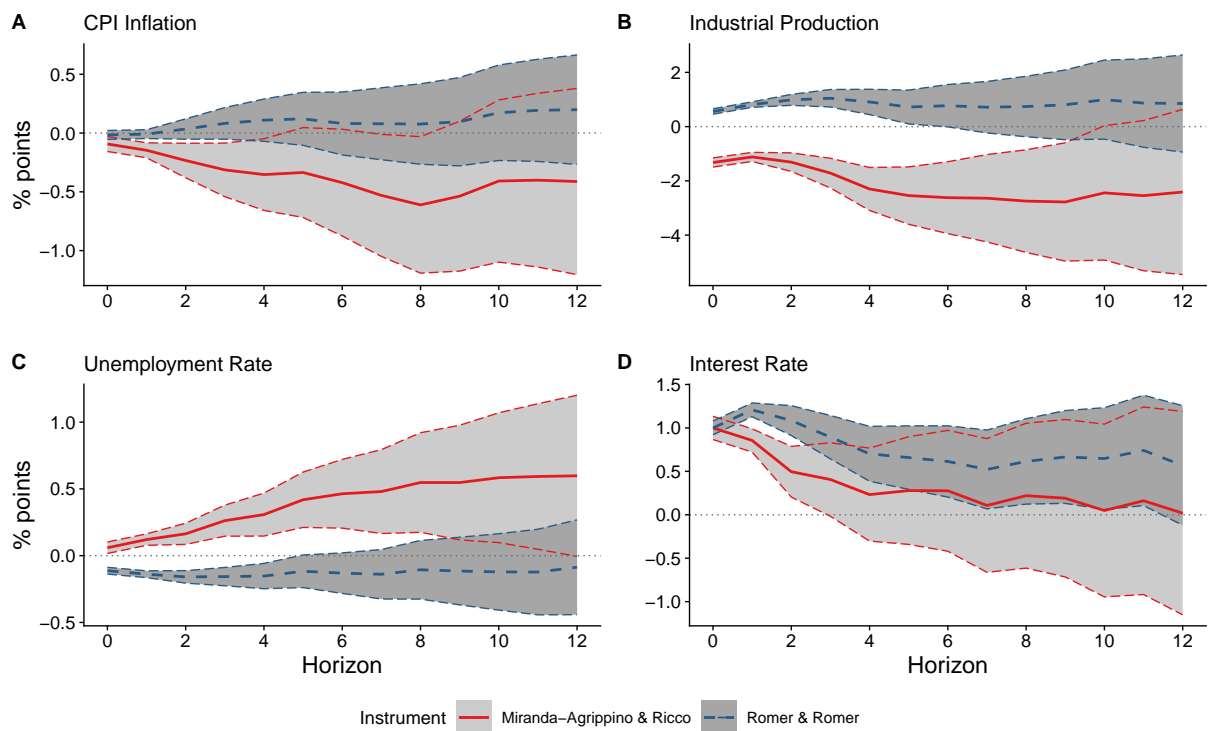 A CPI Inflation
% points
0.5
0.0
−0.5
−1.0
0 2 4 6 8 10 12
B Industrial Production
2
0
−2
−4
0 2 4 6 8 10 12
C Unemployment Rate
% points
1.0
0.5
0.0
−0.5
0 2 4 6 8 10 12
Horizon
D Interest Rate
1.5
1.0
0.5
0.0
−0.5
−1.0
0 2 4 6 8 10 12
Horizon
Instrument Miranda−Agrippino & Ricco Romer & Romer